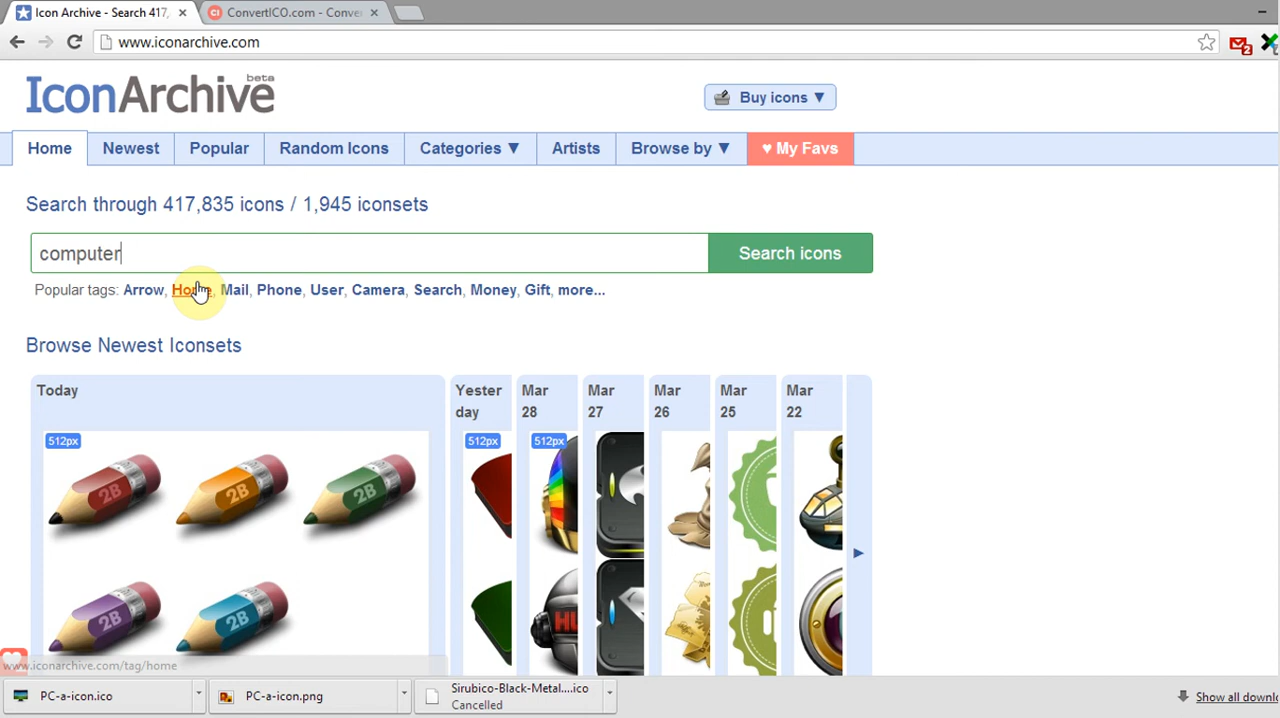 Icon Archive - Search 417,
ConvertICO.com - Conve
www.iconarchive.com
2
IconArchive beta
Buy icons ▼
Home Newest Popular Random Icons Categories ▼ Artists Browse by ▼ ♥ My Favs
Search through 417,835 icons / 1,945 iconsets
computer Search icons
Popular tags: Arrow, Home, Mail, Phone, User, Camera, Search, Money, Gift, more...
Browse Newest Iconsets
Today
Yester
day
Mar
28
Mar
27
Mar
26
Mar
25
Mar
22
512px
512px
512px
2B 2B 2B
2B 2B
www.iconarchive.com/tag/home
PC-a-icon.ico
PC-a-icon.png
Sirubico-Black-Metal....ico
Cancelled
Show all downlo